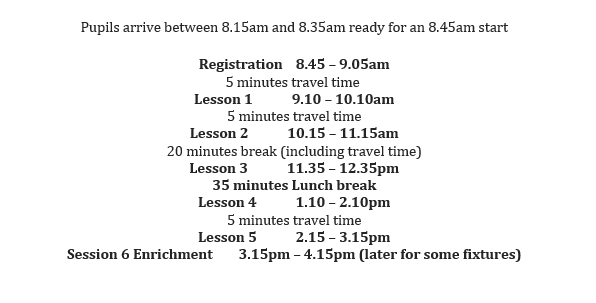 Pupils arrive between 8.15am and 8.35am ready for an 8.45am start
Registration 8.45 – 9.05am
5 minutes travel time
Lesson 1 9.10 – 10.10am
5 minutes travel time
Lesson 2 10.15 – 11.15am
20 minutes break (including travel time)
Lesson 3 11.35 – 12.35pm
35 minutes Lunch break
Lesson 4 1.10 – 2.10pm
5 minutes travel time
Lesson 5 2.15 – 3.15pm
Session 6 Enrichment 3.15pm – 4.15pm (later for some fixtures)